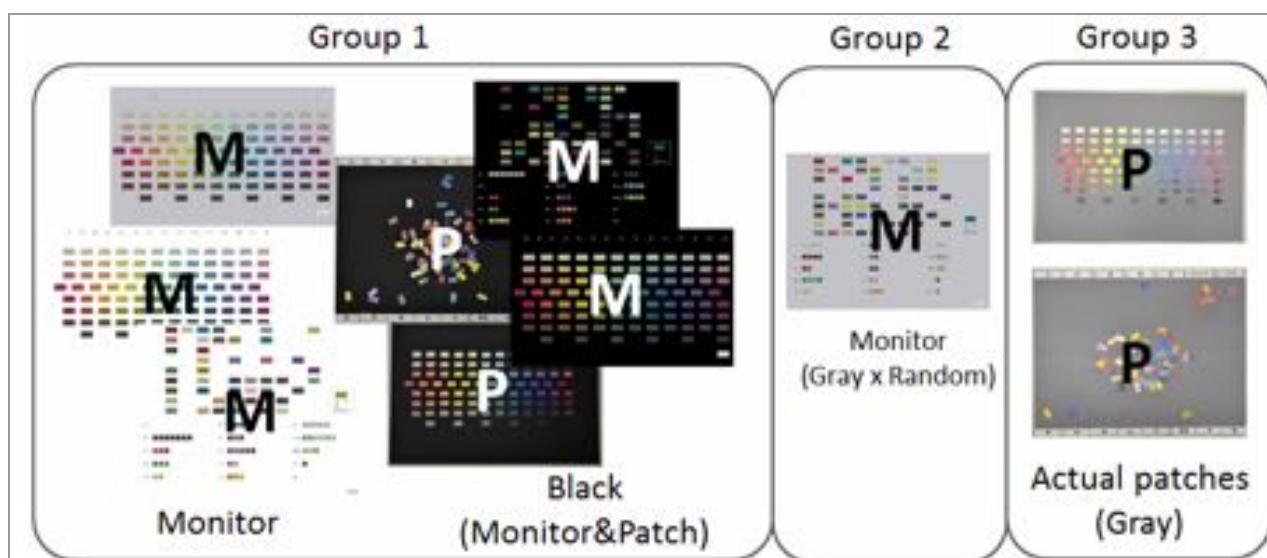 Group 1
Group 2
Group 3
M
M
P
M
M
M
P
M
P
P
Monitor
Black
(Monitor&Patch)
Monitor
(Gray x Random)
Actual patches
(Gray)